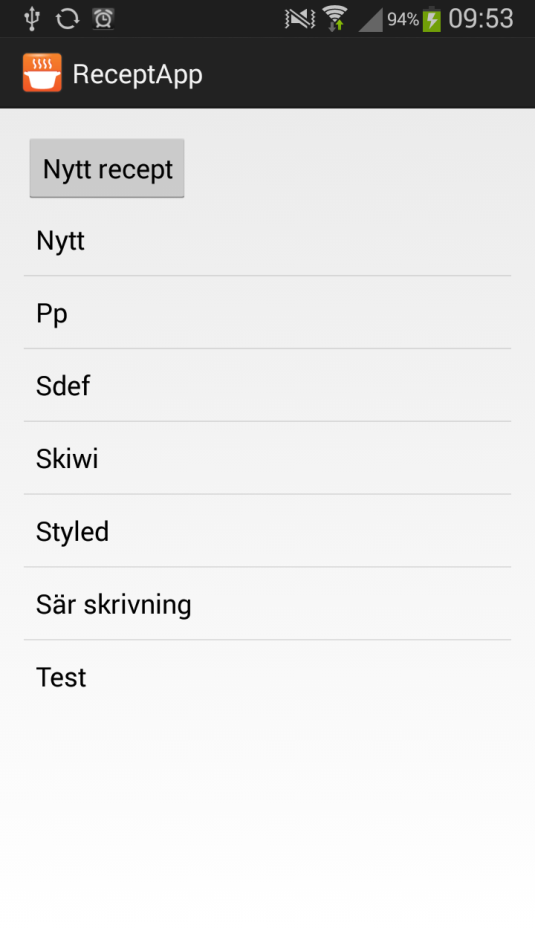 94% 09:53
ReceptApp
Nytt recept
Nytt
Pp
Sdef
Skiwi
Styled
Sär skrivning
Test